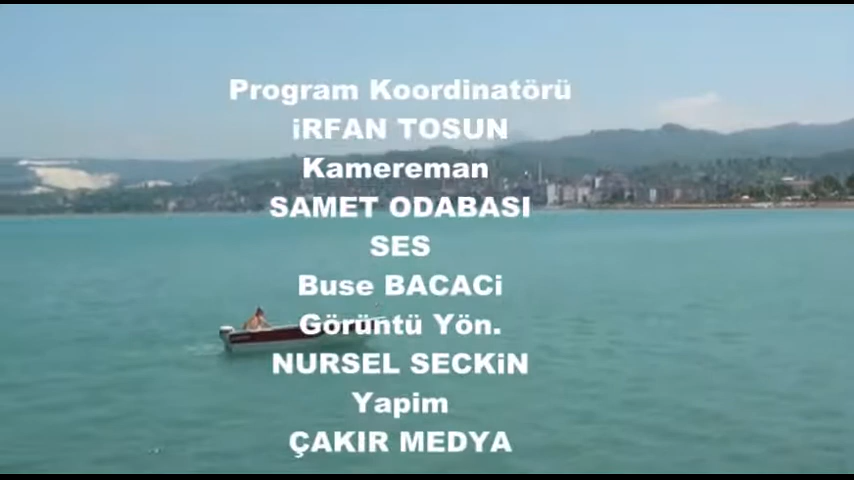 Program Koordinatörü
iRFAN TOSUN
Kamereman
SAMET ODABASI
SES
Buse BACACi
Görüntü Yön.
NURSEL SECKiN
Yapim
ÇAKIR MEDYA